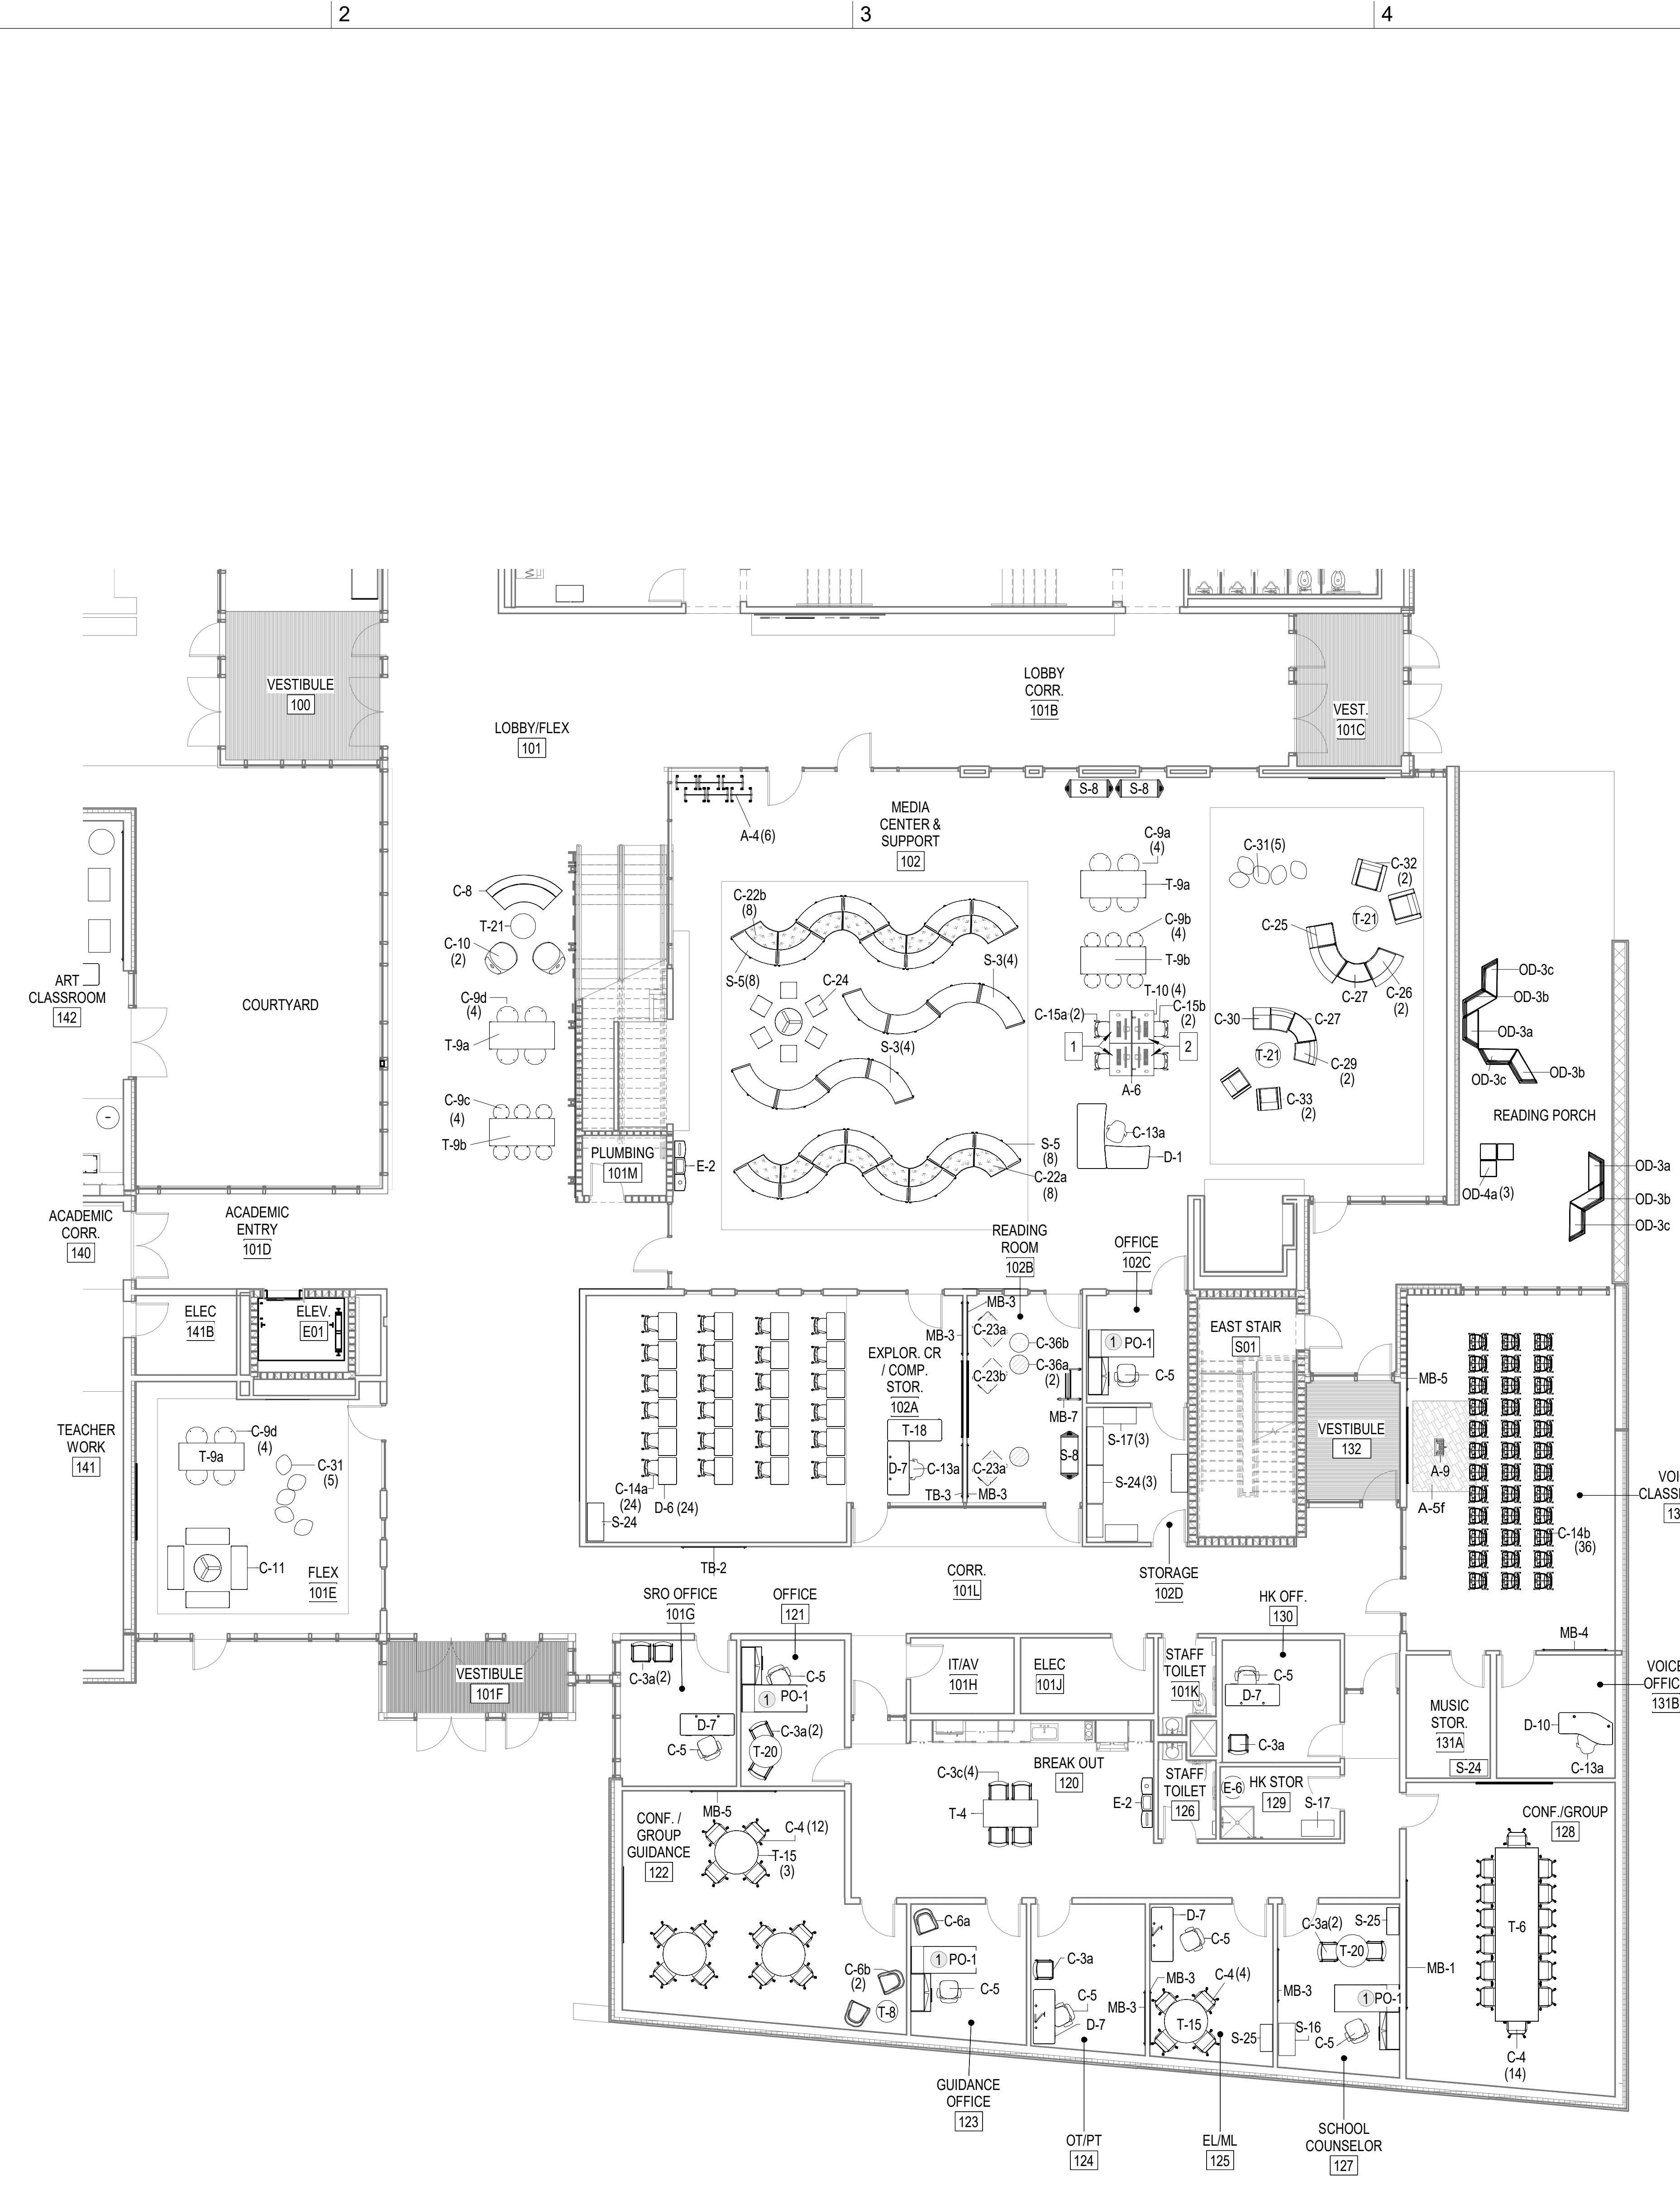 2
3
4
VESTIBULE
100
LOBBY/FLEX
101
LOBBY
CORR.
101B
VEST.
101C
S-8
S-8
A-4(6)
MEDIA
CENTER &
SUPPORT
102
C-9a
(4)
T-9a
C-31(5)
C-32
(2)
T-21
C-8
T-21
C-10
(2)
C-22b
(8)
C-9b
(4)
T-9b
C-25
C-27
C-26
(2)
S-5(8)
C-24
S-3(4)
S-3(4)
ART
CLASSROOM
142
COURTYARD
C-9d
(4)
T-9a
T-10(4)
C-15a(2)
C-15b
(2)
1
2
A-6
C-30
C-27
T-21
C-29
(2)
C-33
(2)
OD-3c
OD-3b
OD-3a
OD-3c
OD-3b
READING PORCH
C-9c
(4)
T-9b
PLUMBING
101M
E-2
S-5
(8)
C-22a
(8)
C-13a
D-1
OD-4a(3)
OD-3a
OD-3b
OD-3c
ACADEMIC
CORR.
140
ACADEMIC
ENTRY
101D
READING
ROOM
102B
OFFICE
102C
ELEC
141B
ELEV.
E01
MB-3
MB-3
C-23a
C-36b
C-36a
(2)
C-23b
MB-7
EXPLOR. CR
/ COMP.
STOR.
102A
1 PO-1
C-5
EAST STAIR
S01
MB-5
TEACHER
WORK
141
C-9d
(4)
T-9a
C-31
(5)
C-11
FLEX
101E
T-18
D-7
C-13a
C-23a
S-8
TB-3
MB-3
S-17(3)
S-24(3)
VESTIBULE
132
A-9
A-5f
C-14b
(36)
VOI
CLASS
13
C-14a
(24)
D-6 (24)
S-24
TB-2
CORR.
101L
STORAGE
102D
SRO OFFICE
101G
OFFICE
121
HK OFF.
130
MB-4
VESTIBULE
101F
C-3a(2)
D-7
C-5
C-5
1 PO-1
C-3a(2)
T-20
IT/AV
101H
ELEC
101J
STAFF
TOILET
101K
C-5
D-7
C-3a
MUSIC
STOR.
131A
S-24
VOICE
OFFIC
131B
D-10
C-13a
BREAK OUT
120
C-3c(4)
T-4
E-2
STAFF
TOILET
126
E-6
HK STOR
129
S-17
CONF./GROUP
128
MB-5
CONF. /
GROUP
GUIDANCE
122
C-4 (12)
T-15
(3)
C-6b
(2)
T-8
C-6a
1 PO-1
C-5
C-3a
C-5
D-7
MB-3
D-7
C-5
MB-3
C-4(4)
T-15
S-25
C-3a(2)
S-25
T-20
MB-3
1 PO-1
S-16
C-5
MB-1
T-6
C-4
(14)
GUIDANCE
OFFICE
123
OT/PT
124
EL/ML
125
SCHOOL
COUNSELOR
127